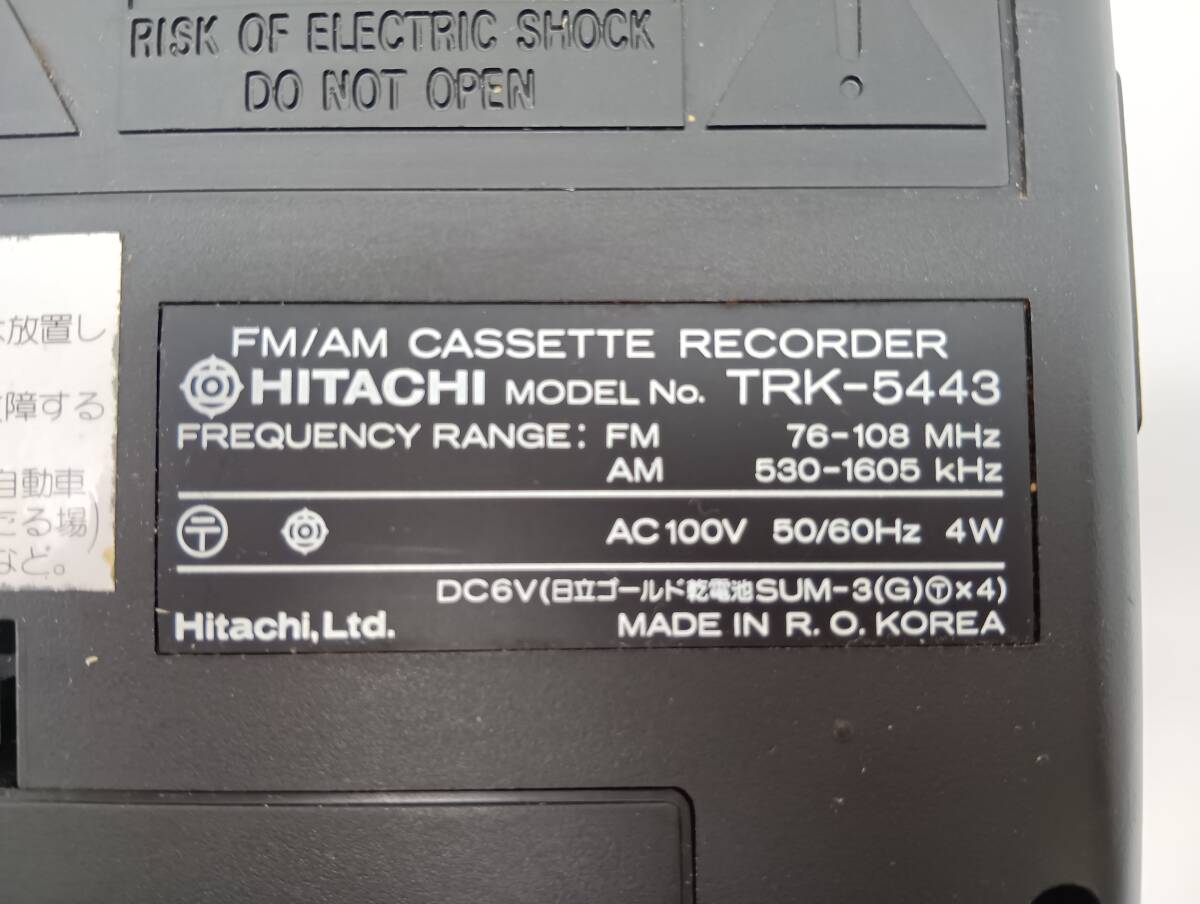 RISK OF ELECTRIC SHOCK
DO NOT OPEN
放置し
障する
自動車
る場)
など。
FM/AM CASSETTE RECORDER
HITACHI MODEL No. TRK-5443
FREQUENCY RANGE: FM 76-108 MHz
AM 530-1605 kHz
〒 AC100V 50/60Hz 4W
DC6V(日立ゴールド乾電池SUM-3(G)Ⓣ×4)
Hitachi,Ltd. MADE IN R.O.KOREA